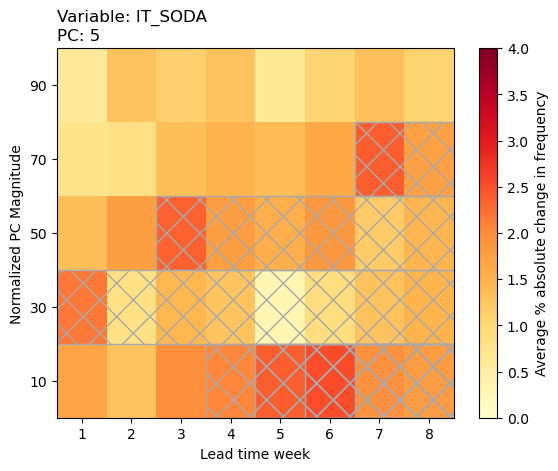 Variable: IT_SODA
PC: 5
90
70
50
30
10
Normalized PC Magnitude
1 2 3 4 5 6 7 8
Lead time week
4.0
3.5
3.0
2.5
2.0
1.5
1.0
0.5
0.0
Average % absolute change in frequency